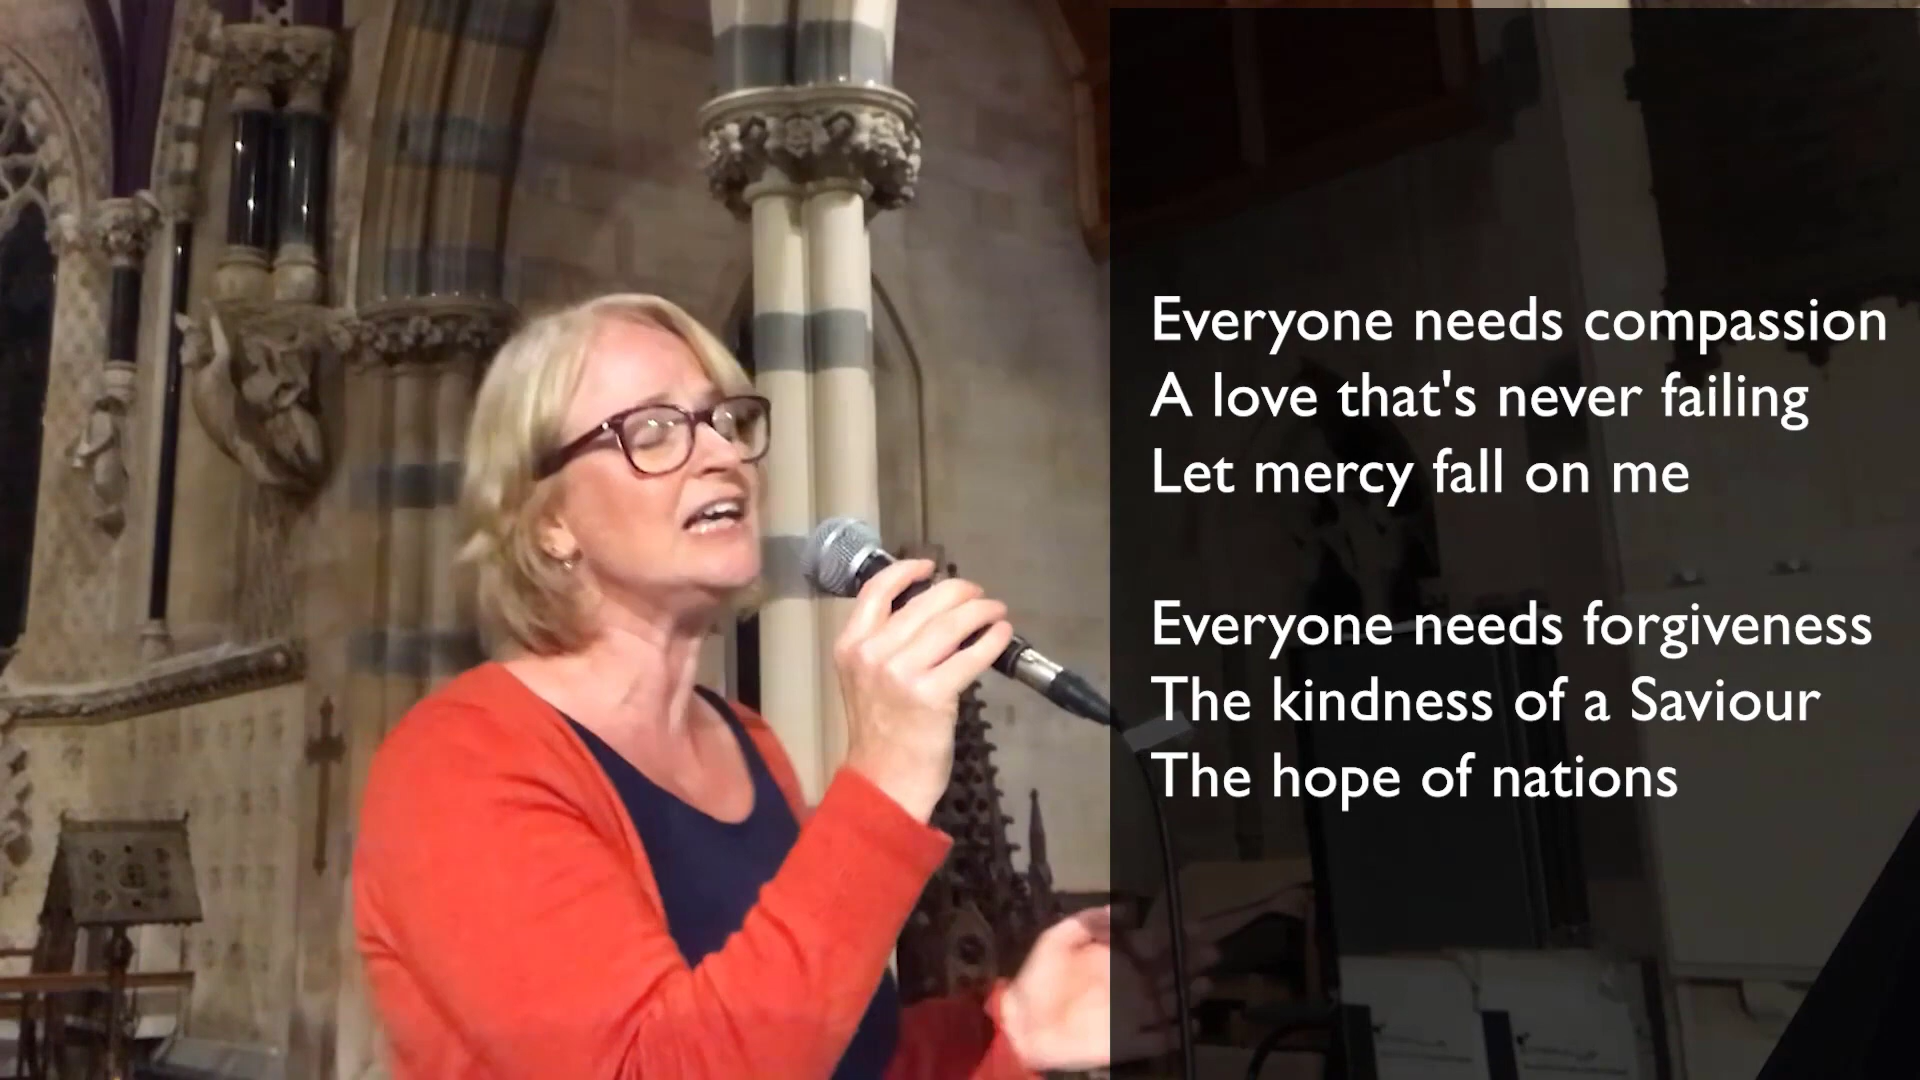 Everyone needs compassion
A love that's never failing
Let mercy fall on me
Everyone needs forgiveness
The kindness of a Saviour
The hope of nations